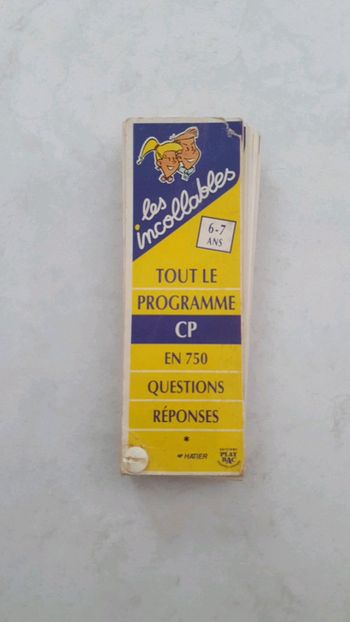 les
incollables
6-7
ANS
TOUT LE
PROGRAMME
CP
EN 750
QUESTIONS
RÉPONSES
*
HATIER
PLAY
BAC